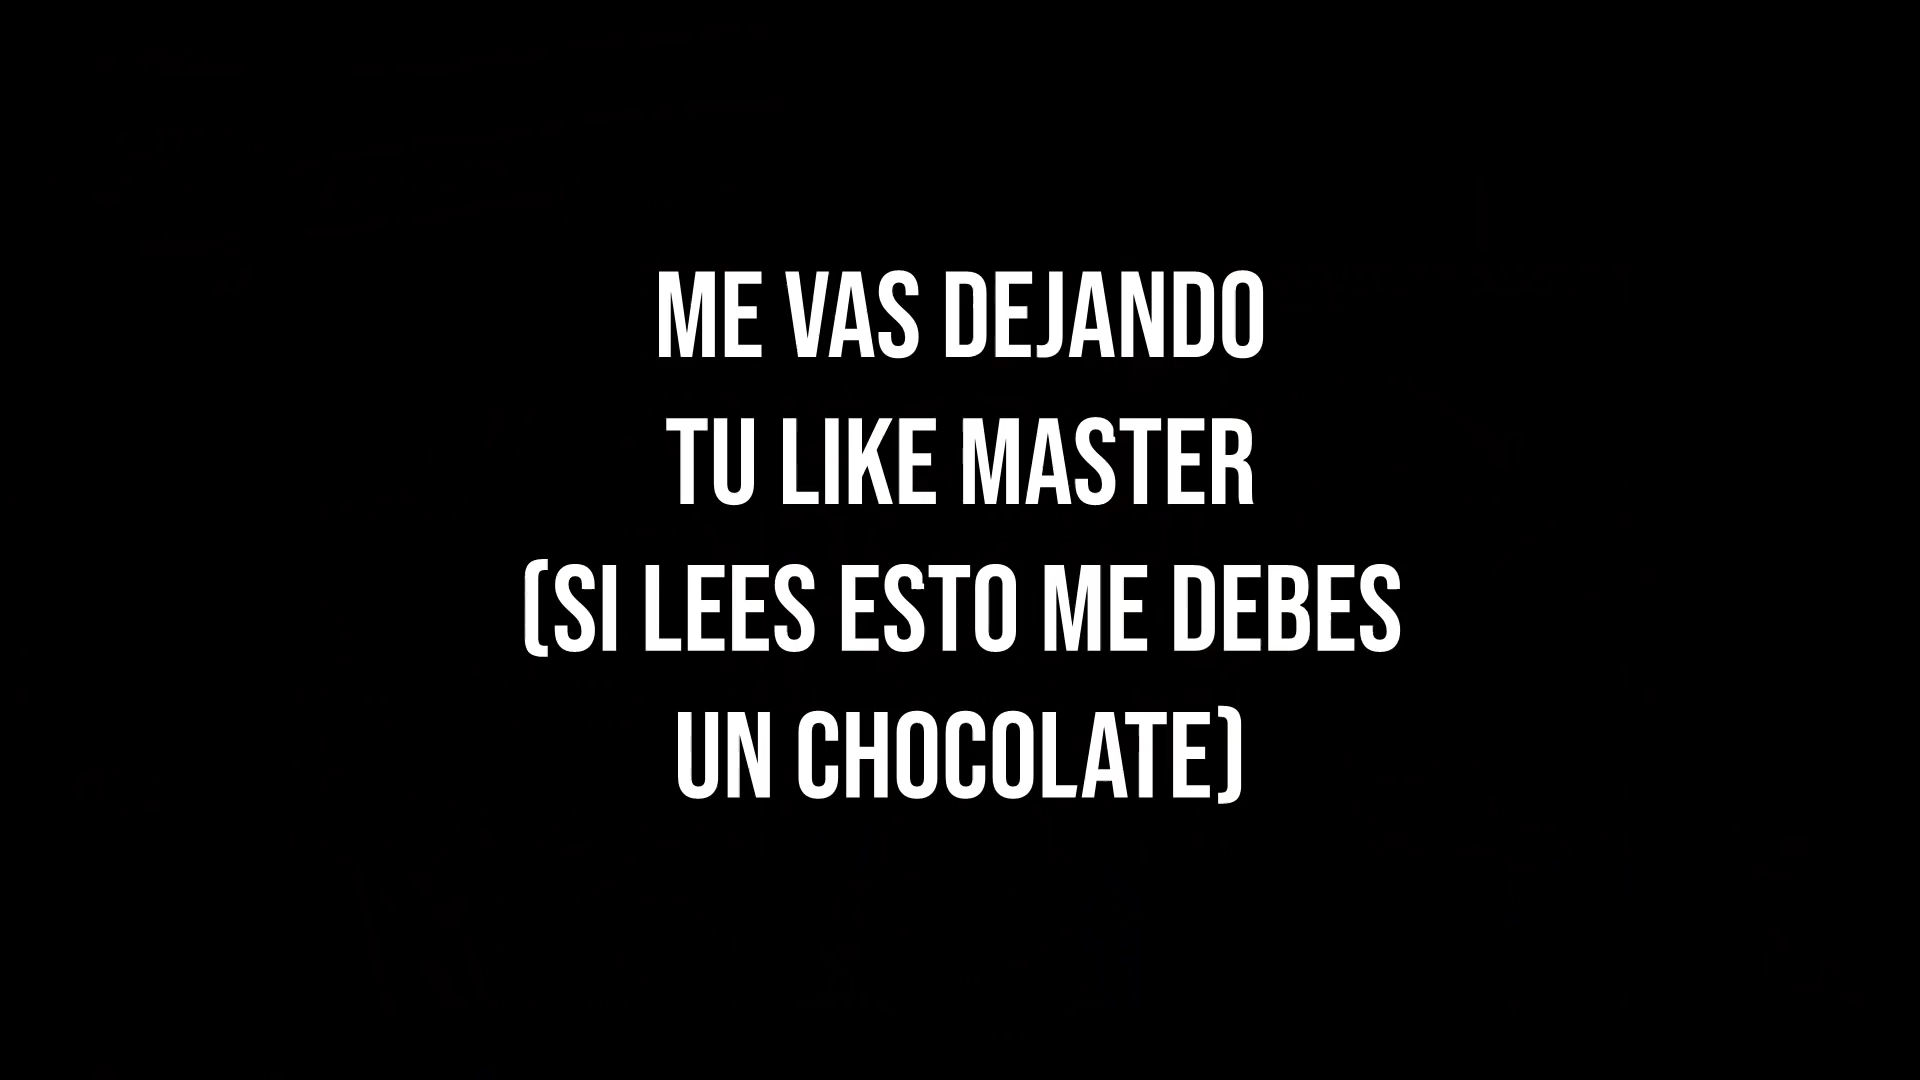 ME VAS DEJANDO
TU LIKE MASTER
(SI LEES ESTO ME DEBES
UN CHOCOLATE)